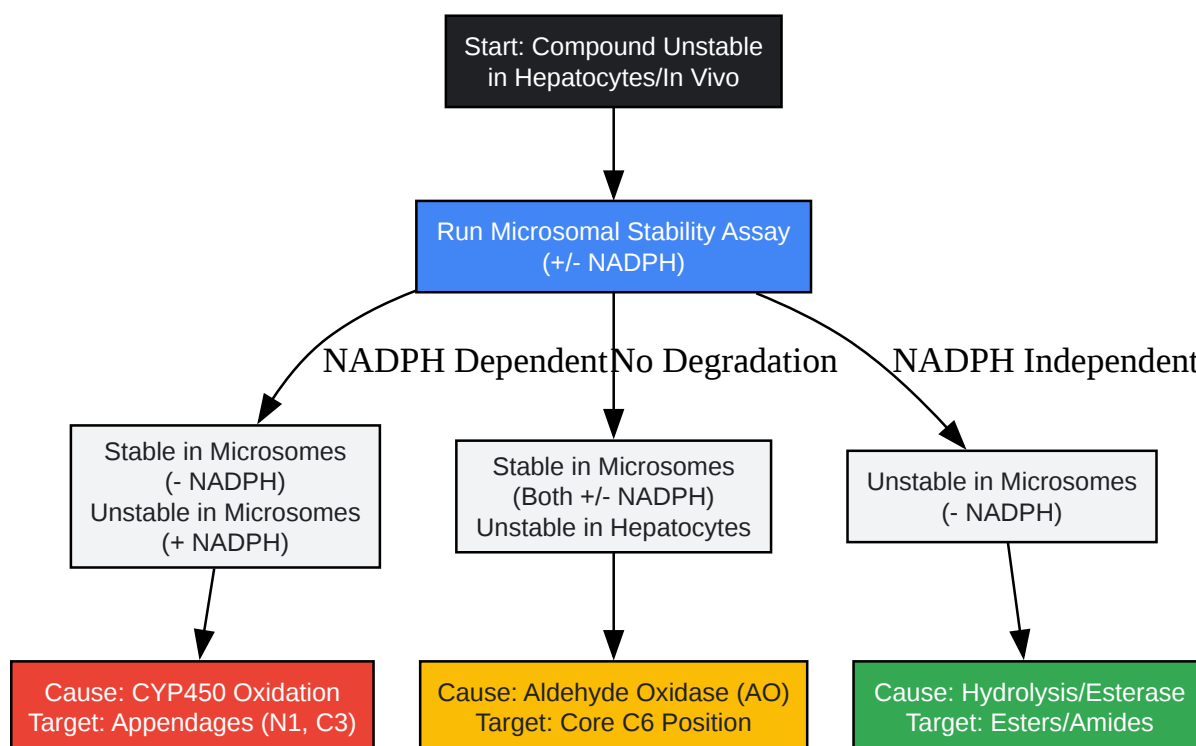 Start: Compound Unstable
in Hepatocytes/In Vivo
Run Microsomal Stability Assay
(+/- NADPH)
NADPH Dependent
No Degradation
NADPH Independent
Stable in Microsomes
(- NADPH)
Unstable in Microsomes
(+ NADPH)
Stable in Microsomes
(Both +/- NADPH)
Unstable in Hepatocytes
Unstable in Microsomes
(- NADPH)
Cause: CYP450 Oxidation
Target: Appendages (N1, C3)
Cause: Aldehyde Oxidase (AO)
Target: Core C6 Position
Cause: Hydrolysis/Esterase
Target: Esters/Amides